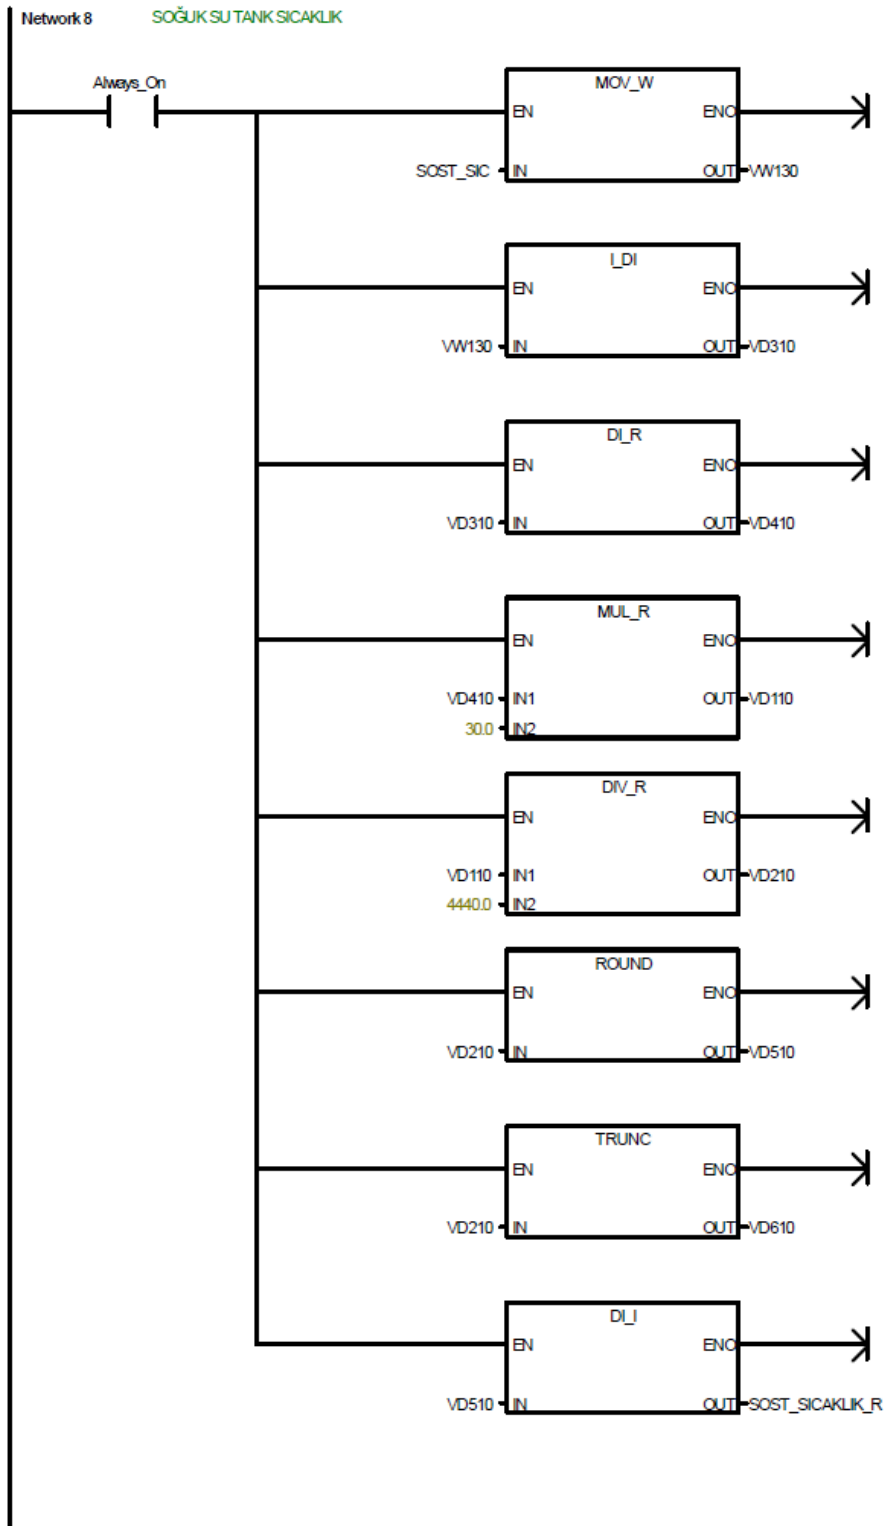 Network 8 SOĞUK SU TANK SICAKLIK
Always_On
MOV_W
EN ENO
SOST_SIC IN OUT VW130
I_DI
EN ENO
VW130 IN OUT VD310
DI_R
EN ENO
VD310 IN OUT VD410
MUL_R
EN ENO
VD410 IN1 OUT VD110
30.0 IN2
DIV_R
EN ENO
VD110 IN1 OUT VD210
4440.0 IN2
ROUND
EN ENO
VD210 IN OUT VD510
TRUNC
EN ENO
VD210 IN OUT VD610
DI_I
EN ENO
VD510 IN OUT SOST_SICAKLIK_R